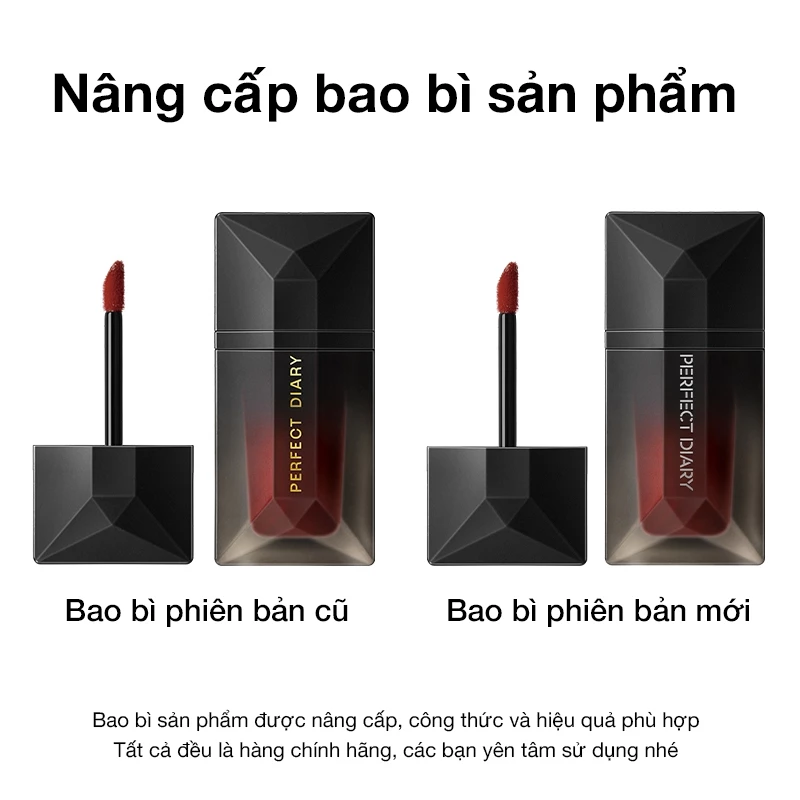 Nâng cấp bao bì sản phẩm
PERFECT DIARY
PERFECT DIARY
Bao bì phiên bản cũ
Bao bì phiên bản mới
Bao bì sản phẩm được nâng cấp, công thức và hiệu quả phù hợp
Tất cả đều là hàng chính hãng, các bạn yên tâm sử dụng nhé